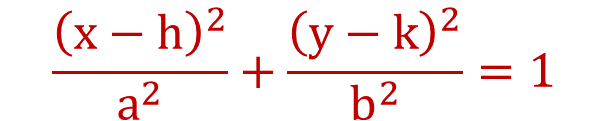 (x − h)²/a² + (y − k)²/b² = 1